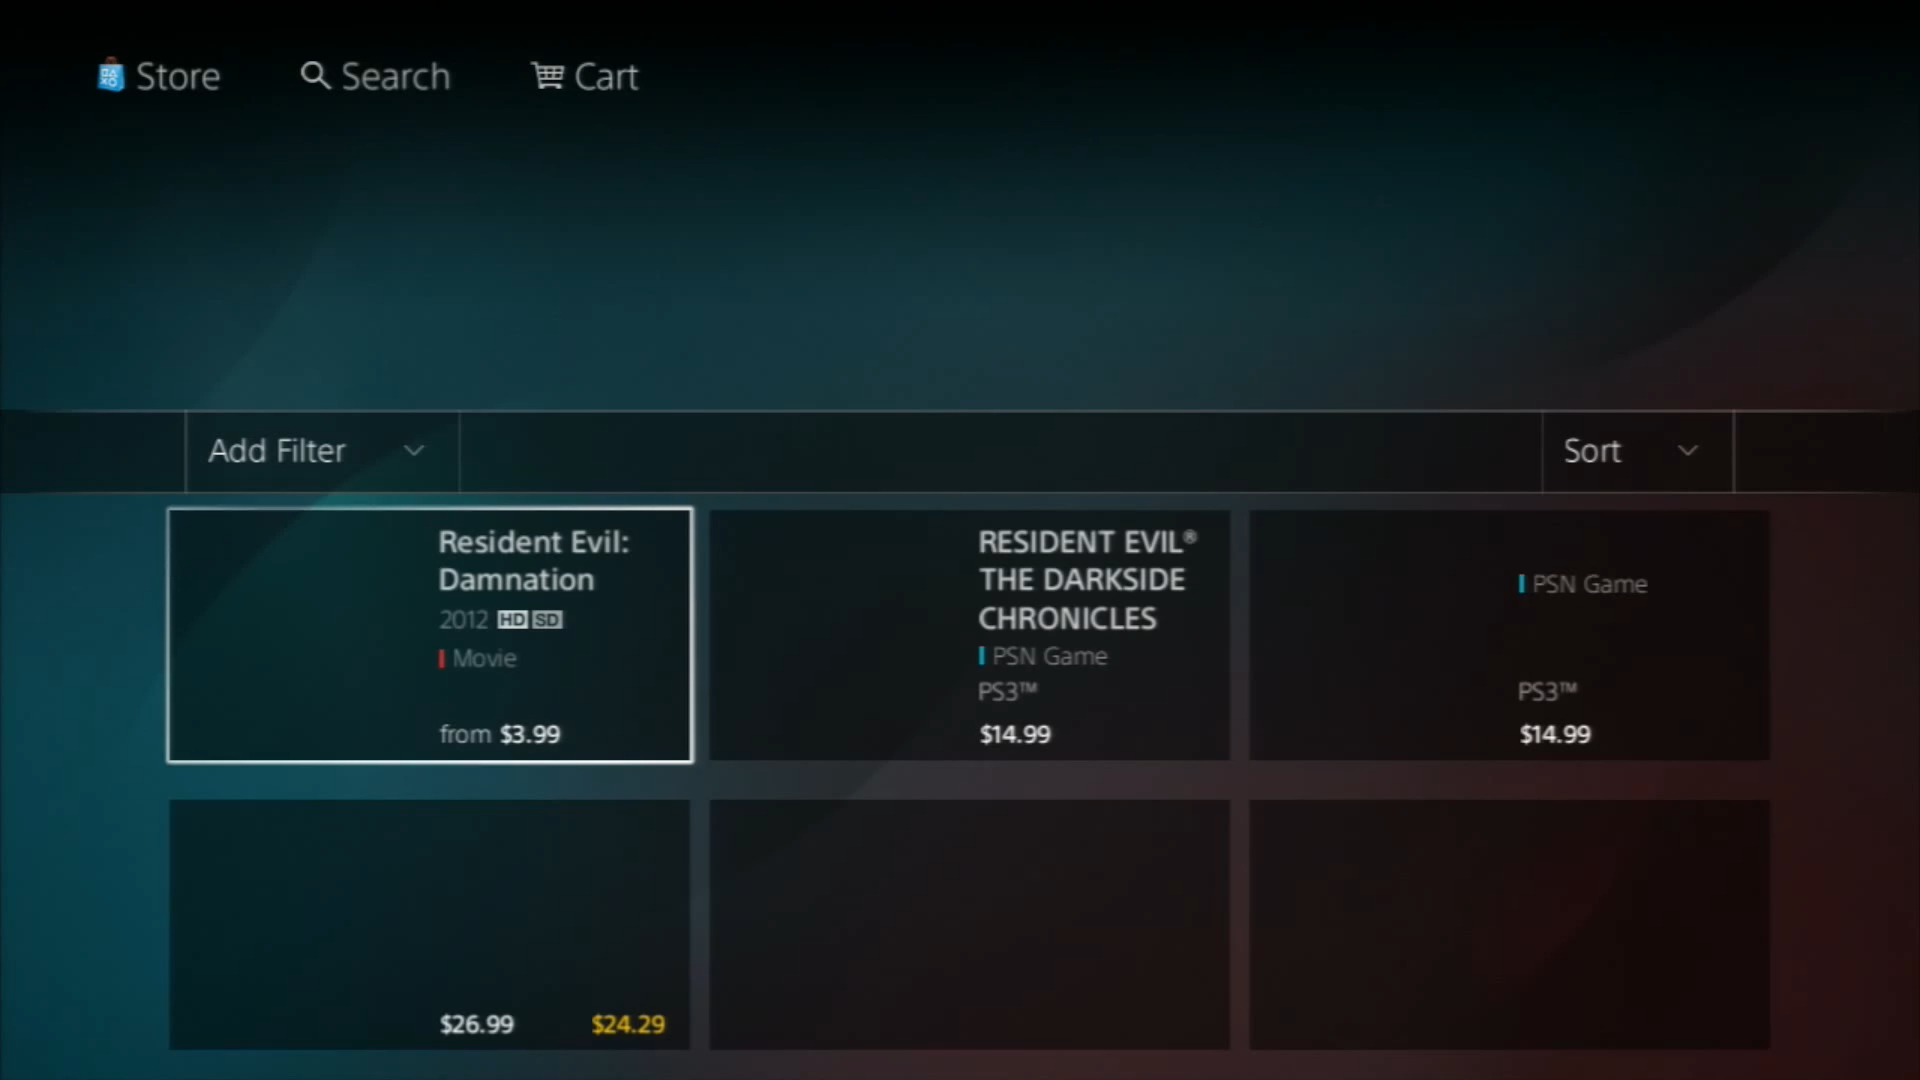 Store
Search
Cart
Add Filter
Sort
Resident Evil:
Damnation
2012 HD SD
Movie
from $3.99
RESIDENT EVIL®
THE DARKSIDE
CHRONICLES
PSN Game
PS3™
$14.99
PSN Game
PS3™
$14.99
$26.99 $24.29